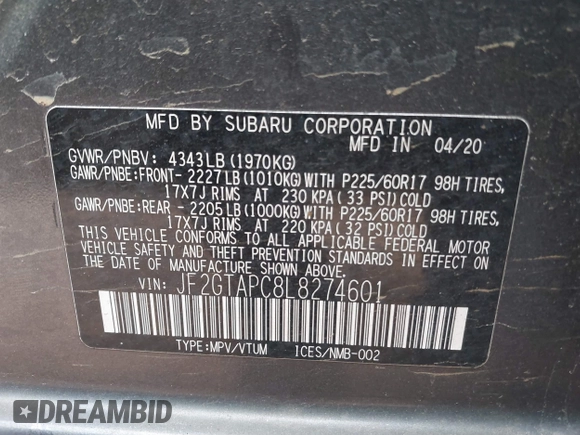 MFD BY SUBARU CORPORATION
MFD IN 04/20
GVWR/PNBV: 4343LB(1970KG)
GAWR/PNBE:FRONT- 2227LB(1010KG)WITH P225/60R17 98H TIRES,
17X7J RIMS AT 230 KPA(33 PSI)COLD
GAWR/PNBE:REAR - 2205LB(1000KG)WITH P225/60R17 98H TIRES,
17X7J RIMS AT 220 KPA(32 PSI)COLD
THIS VEHICLE CONFORMS TO ALL APPLICABLE FEDERAL MOTOR
VEHICLE SAFETY AND THEFT PREVENTION STANDARDS IN EFFECT ON
THE DATE OF MANUFACTURE SHOWN ABOVE.
VIN: JF2GTAPC8L8274601
TYPE:MPV/VTUM ICES/NMB-002
DREAMBID